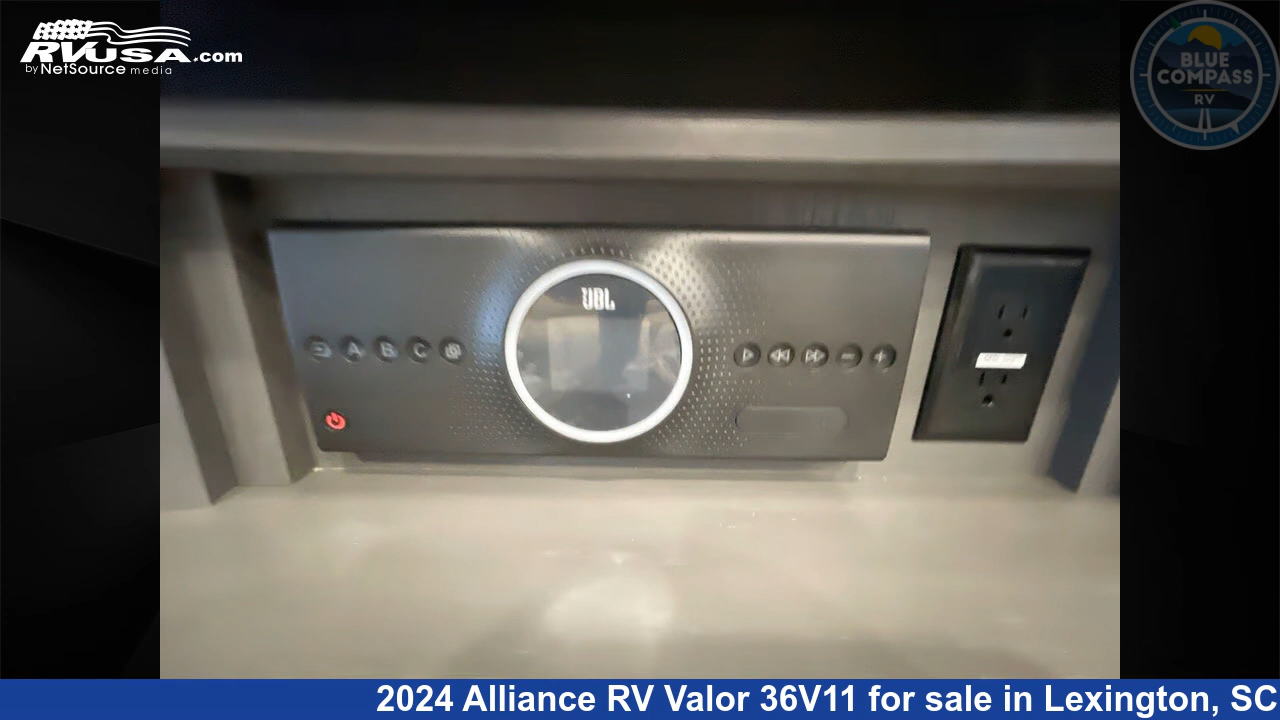 RVUSA.com
by NetSource media
BLUE
COMPASS
RV
JBL
A B C
2024 Alliance RV Valor 36V11 for sale in Lexington, SC